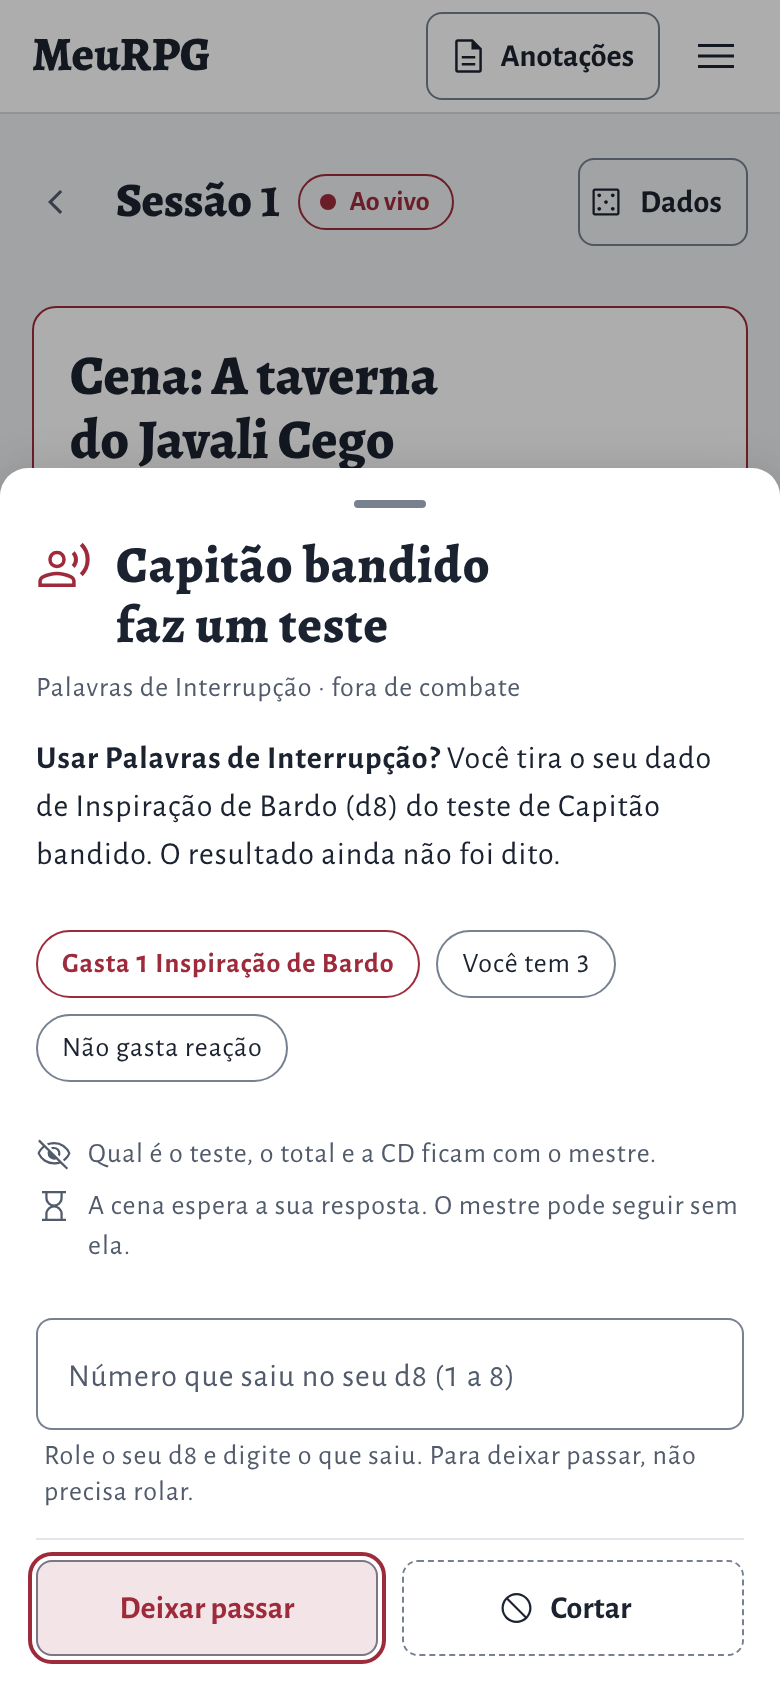 MeuRPG
Anotações
Sessão 1
Ao vivo
Dados
Cena: A taverna
do Javali Cego
Capitão bandido
faz um teste
Palavras de Interrupção · fora de combate
Usar Palavras de Interrupção? Você tira o seu dado
de Inspiração de Bardo (d8) do teste de Capitão
bandido. O resultado ainda não foi dito.
Gasta 1 Inspiração de Bardo
Você tem 3
Não gasta reação
Qual é o teste, o total e a CD ficam com o mestre.
A cena espera a sua resposta. O mestre pode seguir sem
ela.
Número que saiu no seu d8 (1 a 8)
Role o seu d8 e digite o que saiu. Para deixar passar, não
precisa rolar.
Deixar passar
Cortar